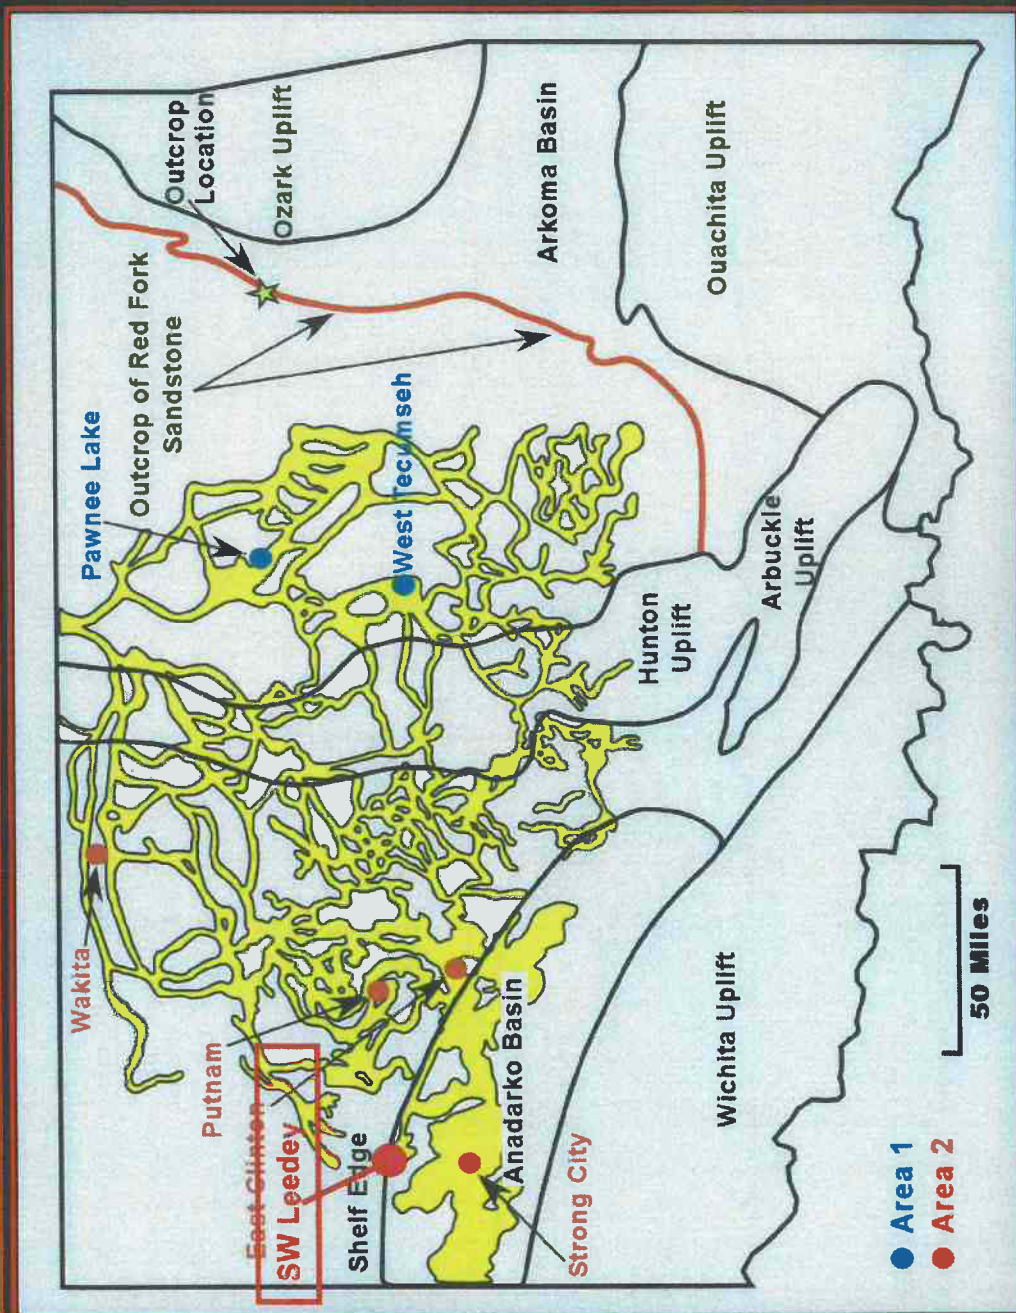 Outcrop
Location
Ozark Uplift
Arkoma Basin
Ouachita Uplift
Outcrop of Red Fork
Sandstone
Pawnee Lake
West Tecumseh
Hunton
Uplift
Arbuckle
Uplift
Wakita
Putnam
East Clinton
SW Leedey
Shelf Edge
Anadarko Basin
Strong City
Wichita Uplift
50 Miles
Area 1
Area 2